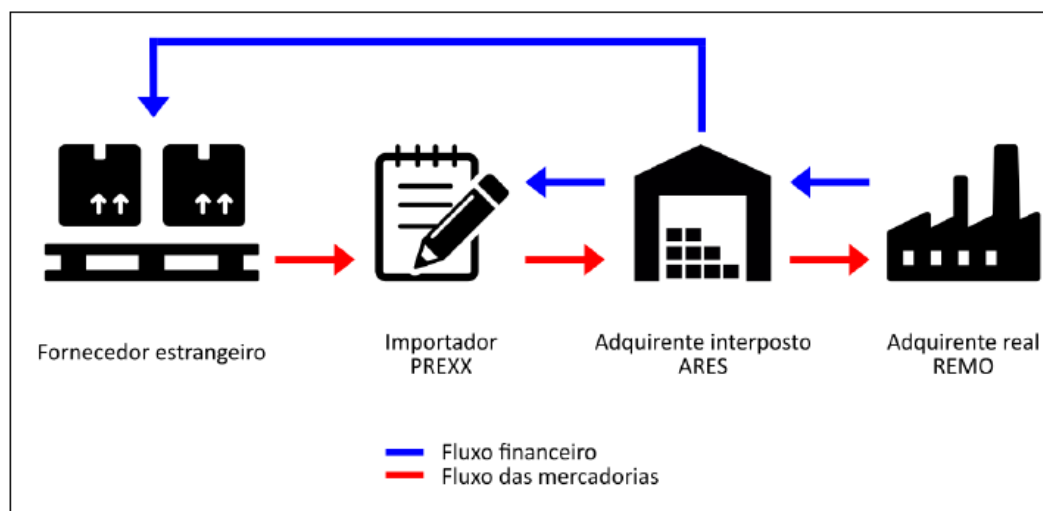 Fornecedor estrangeiro
Importador
PREXX
Adquirente interposto
ARES
Adquirente real
REMO
Fluxo financeiro
Fluxo das mercadorias